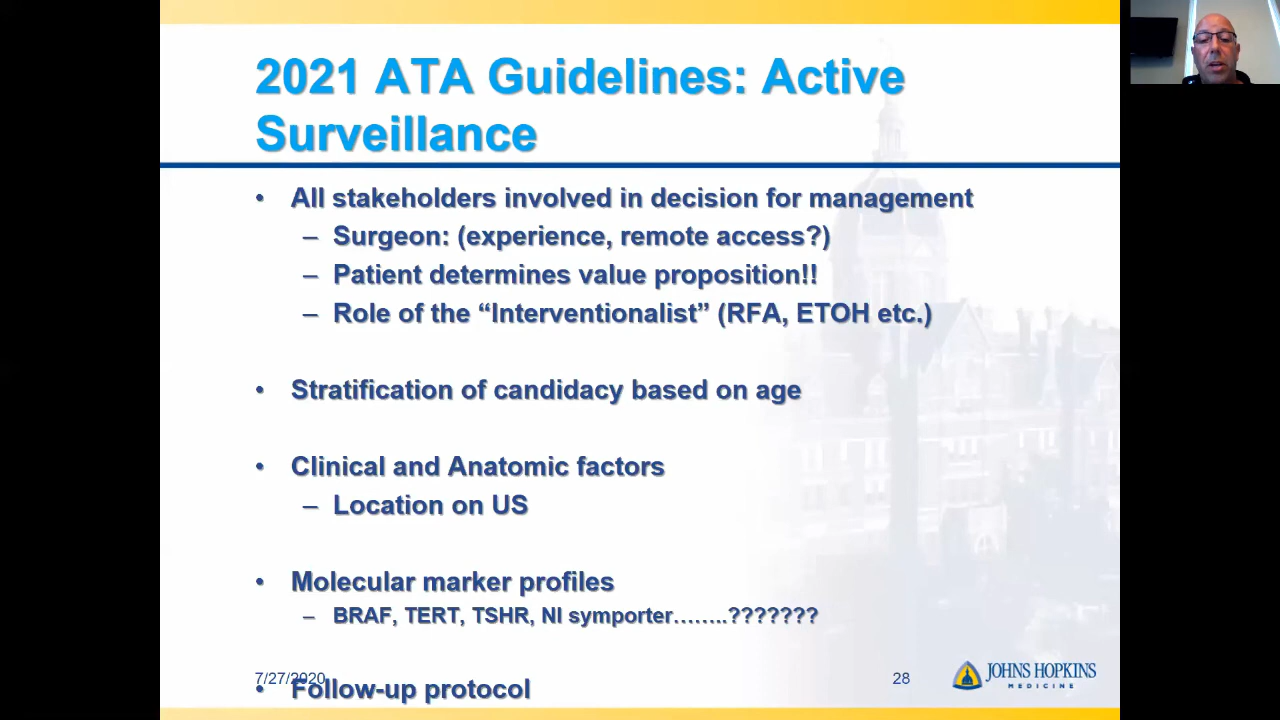 2021 ATA Guidelines: Active
Surveillance
• All stakeholders involved in decision for management
– Surgeon: (experience, remote access?)
– Patient determines value proposition!!
– Role of the “Interventionalist” (RFA, ETOH etc.)
• Stratification of candidacy based on age
• Clinical and Anatomic factors
– Location on US
• Molecular marker profiles
– BRAF, TERT, TSHR, NI symporter……..???????
• Follow-up protocol
7/27/2020
28
JOHNS HOPKINS
MEDICINE